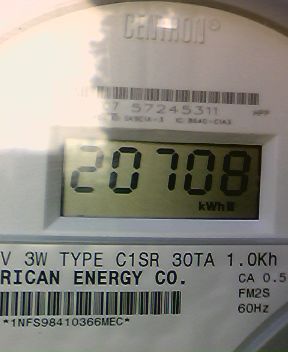 CENTRON®
57245311
20708
kWh
V 3W TYPE C1SR 30TA 1.0Kh
RICAN ENERGY CO.
CA 0.5
FM2S
60Hz
*1NFS98410366MEC*